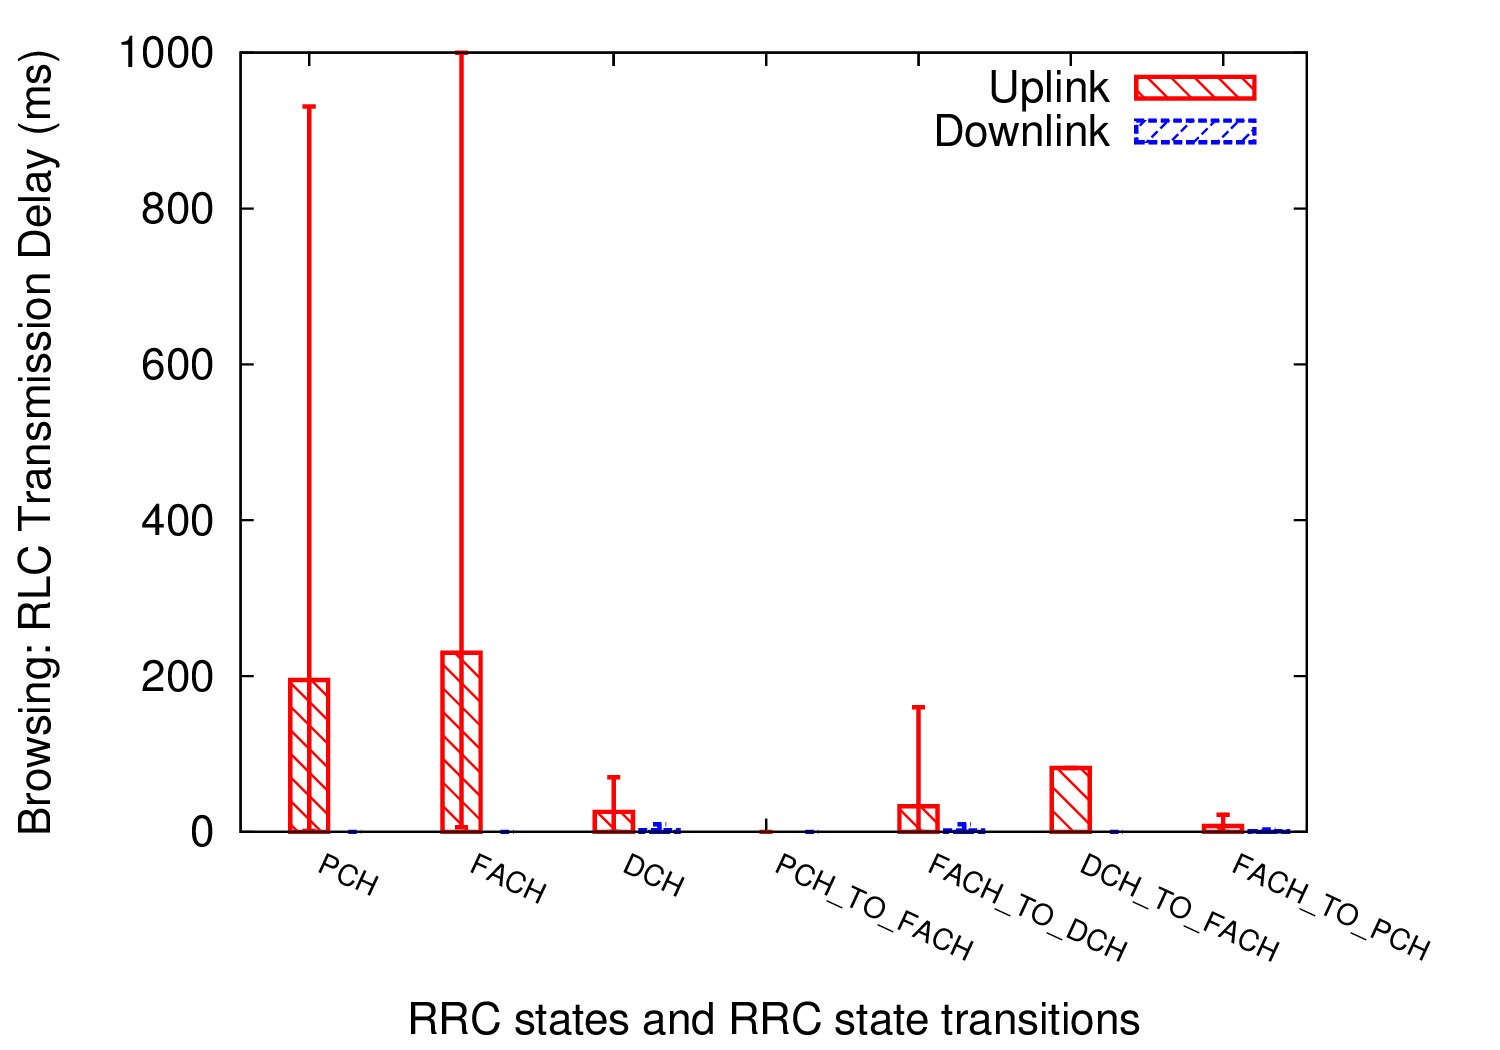 Browsing: RLC Transmission Delay (ms)
1000
800
600
400
200
0
Uplink
Downlink
PCH
FACH
DCH
PCH_TO_FACH
FACH_TO_DCH
DCH_TO_FACH
FACH_TO_PCH
RRC states and RRC state transitions